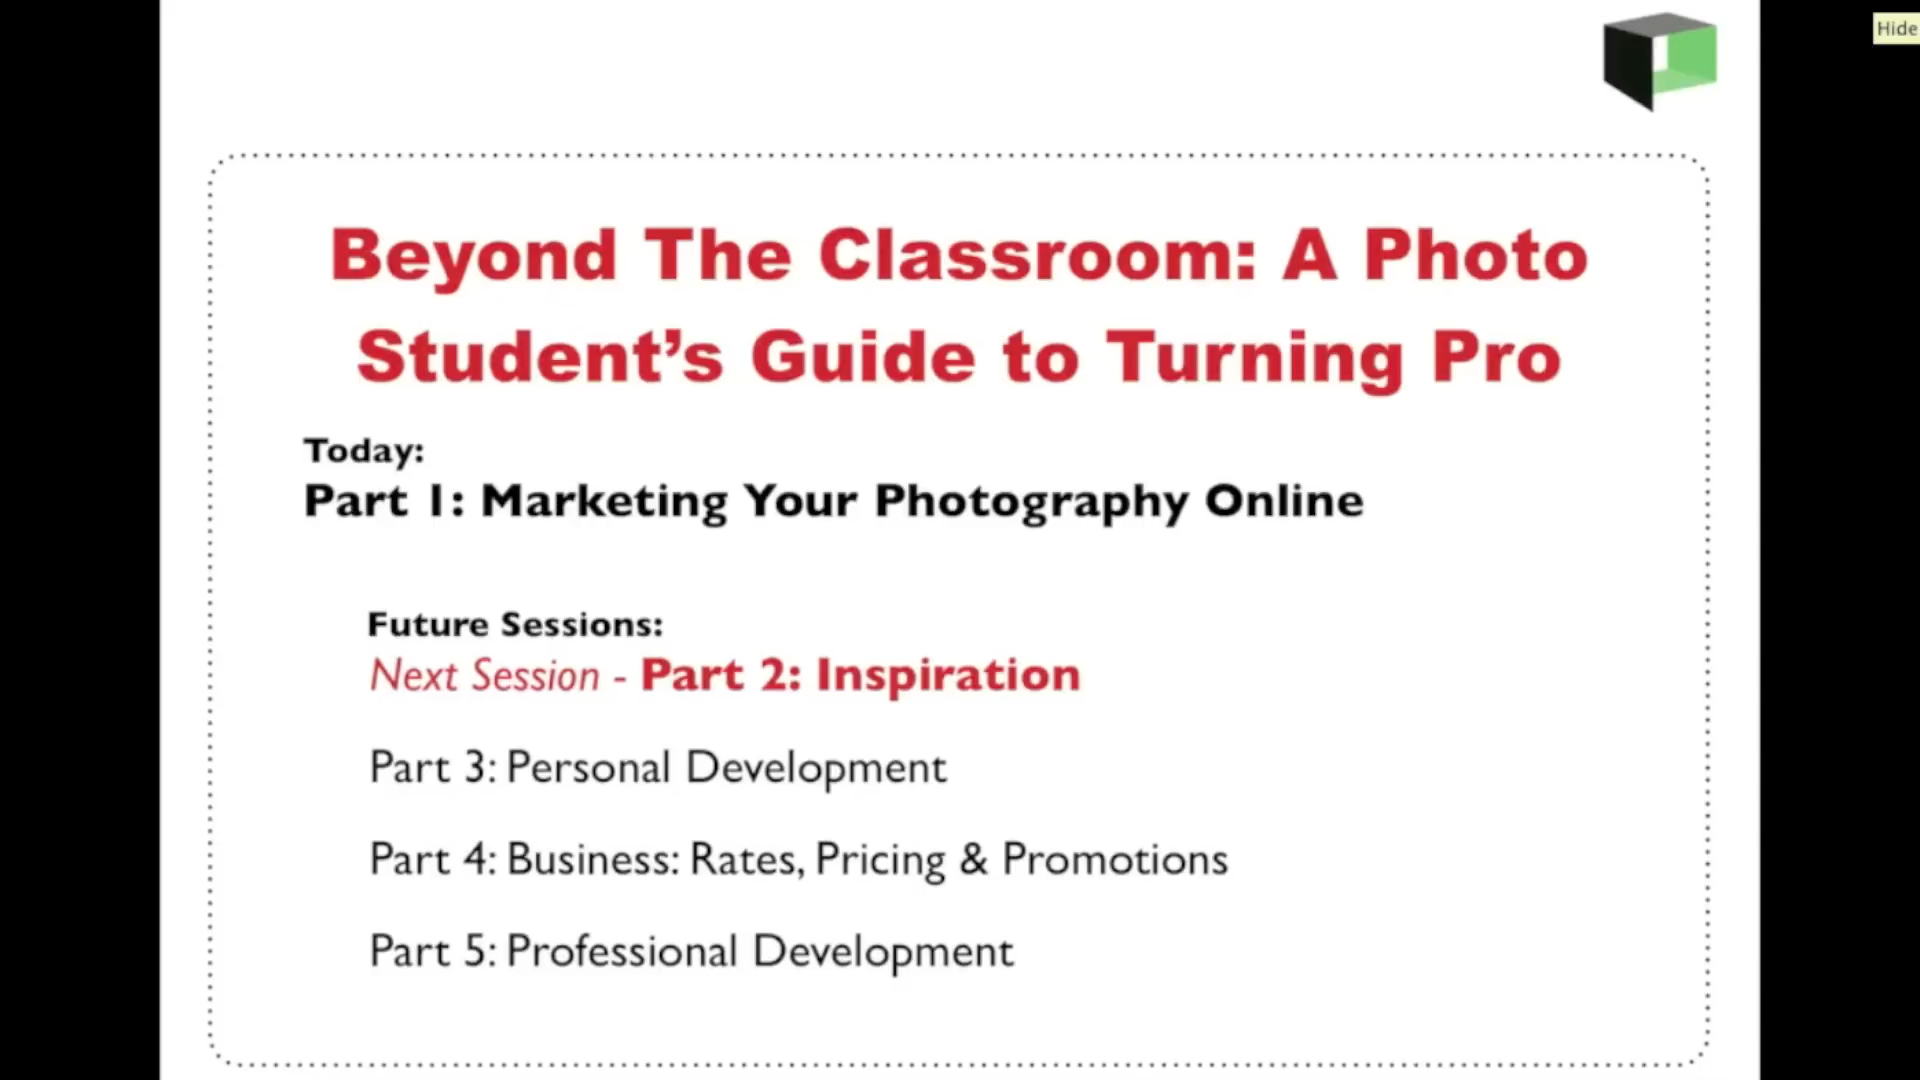 Hide
Beyond The Classroom: A Photo
Student’s Guide to Turning Pro
Today:
Part 1: Marketing Your Photography Online
Future Sessions:
Next Session - Part 2: Inspiration
Part 3: Personal Development
Part 4: Business: Rates, Pricing & Promotions
Part 5: Professional Development